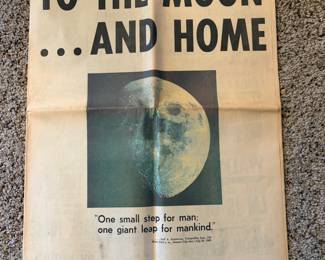 TO THE MOON
. . . AND HOME
"One small step for man;
one giant leap for mankind."